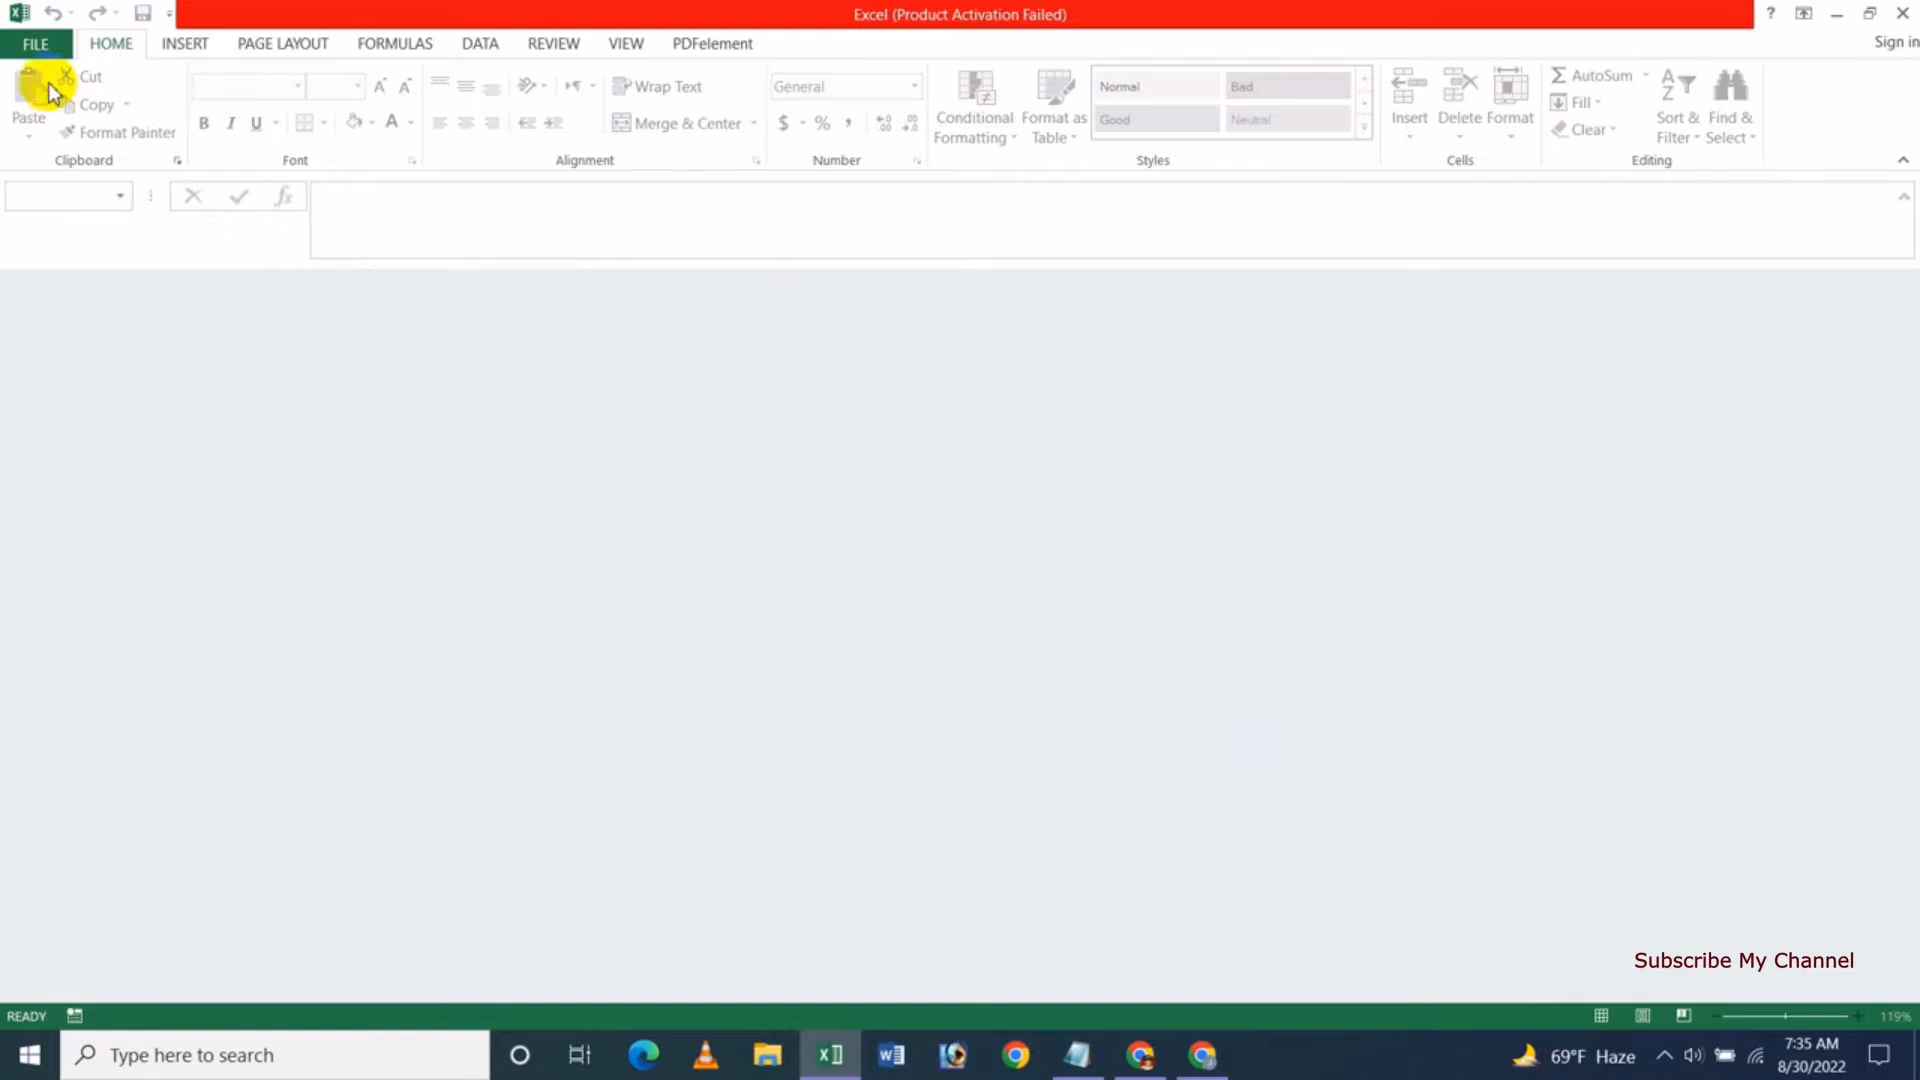 Excel (Product Activation Failed)
?
FILE HOME INSERT PAGE LAYOUT FORMULAS DATA REVIEW VIEW PDFelement
Sign in
Cut
Copy
Paste
Format Painter
Clipboard
B I U A
Font
Wrap Text
Merge & Center
Alignment
General
$ % ,
Number
Conditional
Formatting
Format as
Table
Normal
Bad
Good
Neutral
Styles
Insert
Delete
Format
Cells
AutoSum
Fill
Clear
Sort &
Filter
Find &
Select
Editing
fx
Subscribe My Channel
READY
119%
Type here to search
69°F Haze
7:35 AM
8/30/2022